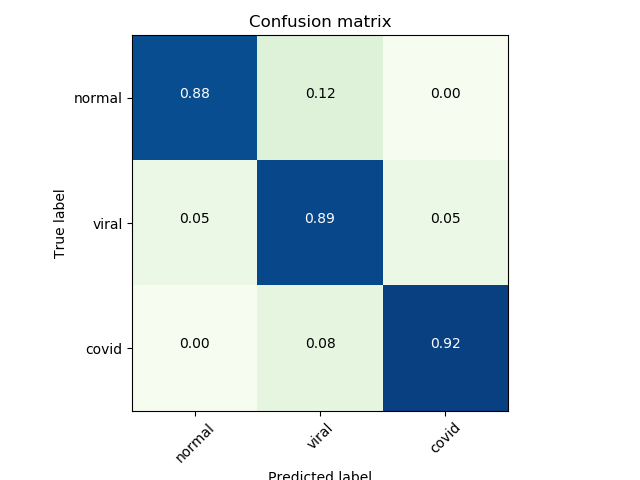 Confusion matrix
normal 0.88 0.12 0.00
viral 0.05 0.89 0.05
covid 0.00 0.08 0.92
True label
normal viral covid
Predicted label